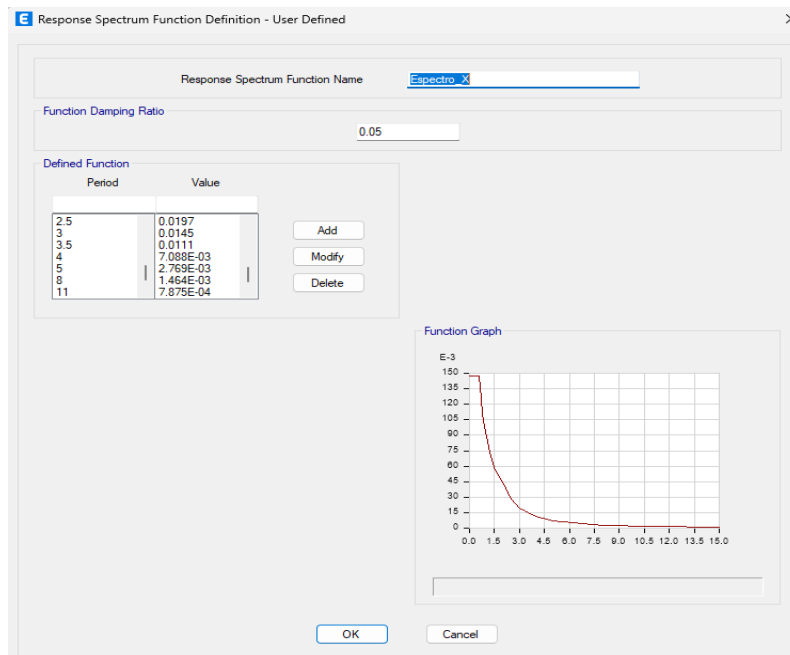 E Response Spectrum Function Definition - User Defined
Response Spectrum Function Name Espectro_X
Function Damping Ratio
0.05
Defined Function
Period Value
2.5 0.0197
3 0.0145
3.5 0.0111
4 7.088E-03
5 2.769E-03
8 1.464E-03
11 7.875E-04
Add
Modify
Delete
Function Graph
E-3
150
135
120
105
90
75
60
45
30
15
0
0.0 1.5 3.0 4.5 6.0 7.5 9.0 10.5 12.0 13.5 15.0
OK Cancel